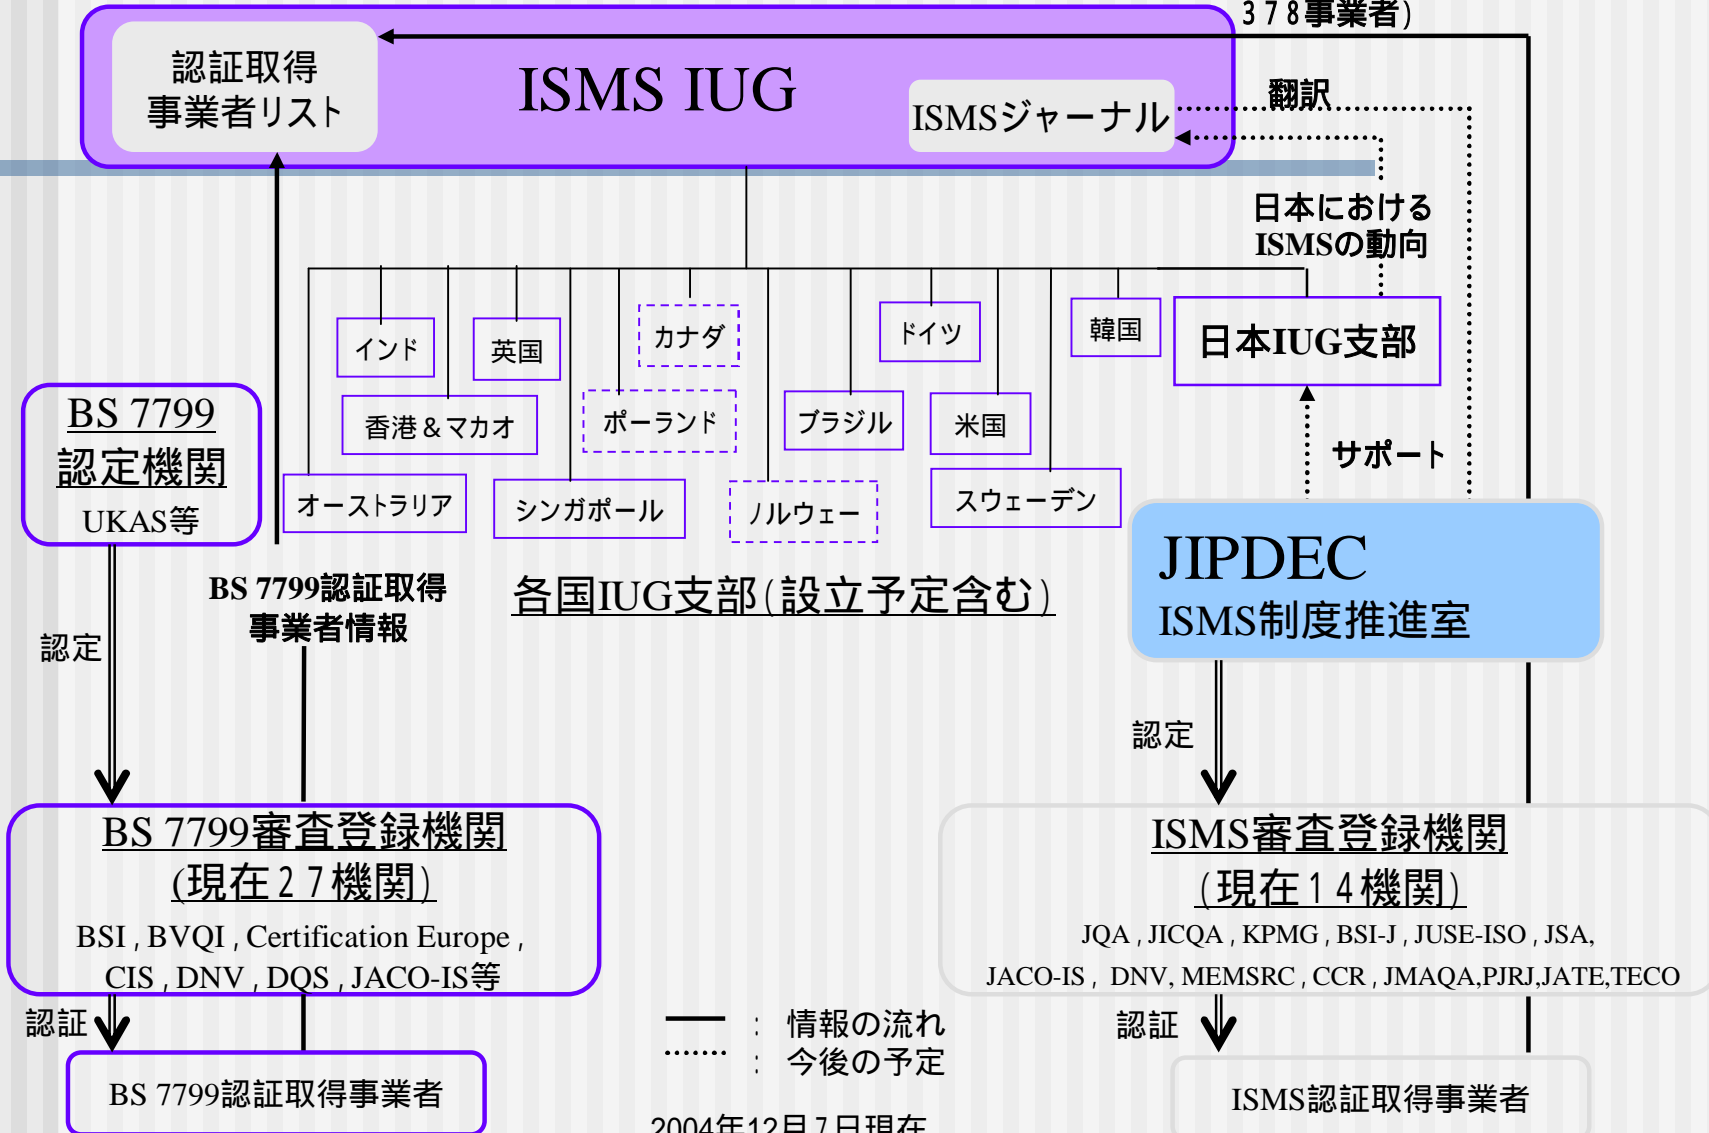 378事業者)
認証取得
事業者リスト
ISMS IUG
ISMSジャーナル
翻訳
日本における
ISMSの動向
インド
英国
カナダ
ドイツ
韓国
日本IUG支部
香港＆マカオ
ポーランド
ブラジル
米国
オーストラリア
シンガポール
ノルウェー
スウェーデン
サポート
BS 7799
認定機関
UKAS等
BS 7799認証取得
事業者情報
各国IUG支部(設立予定含む)
JIPDEC
ISMS制度推進室
認定
認定
BS 7799審査登録機関
(現在27機関)
BSI , BVQI , Certification Europe ,
CIS , DNV , DQS , JACO-IS等
ISMS審査登録機関
(現在14機関)
JQA , JICQA , KPMG , BSI-J , JUSE-ISO , JSA,
JACO-IS , DNV, MEMSRC , CCR , JMAQA,PJRJ,JATE,TECO
認証
認証
: 情報の流れ
: 今後の予定
BS 7799認証取得事業者
ISMS認証取得事業者
2004年12月7日現在